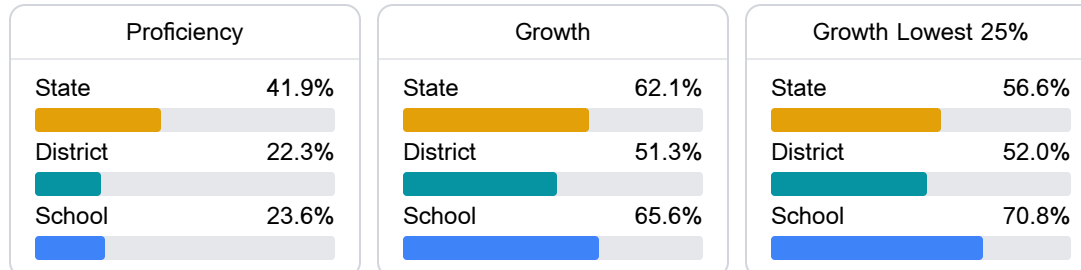 Proficiency
State 41.9%
District 22.3%
School 23.6%
Growth
State 62.1%
District 51.3%
School 65.6%
Growth Lowest 25%
State 56.6%
District 52.0%
School 70.8%